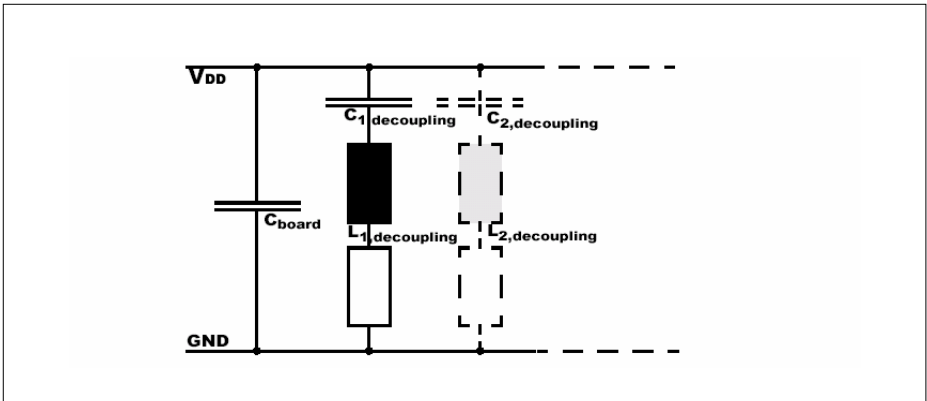 VDD
C1,decoupling
C2,decoupling
Cboard
L1,decoupling
L2,decoupling
GND